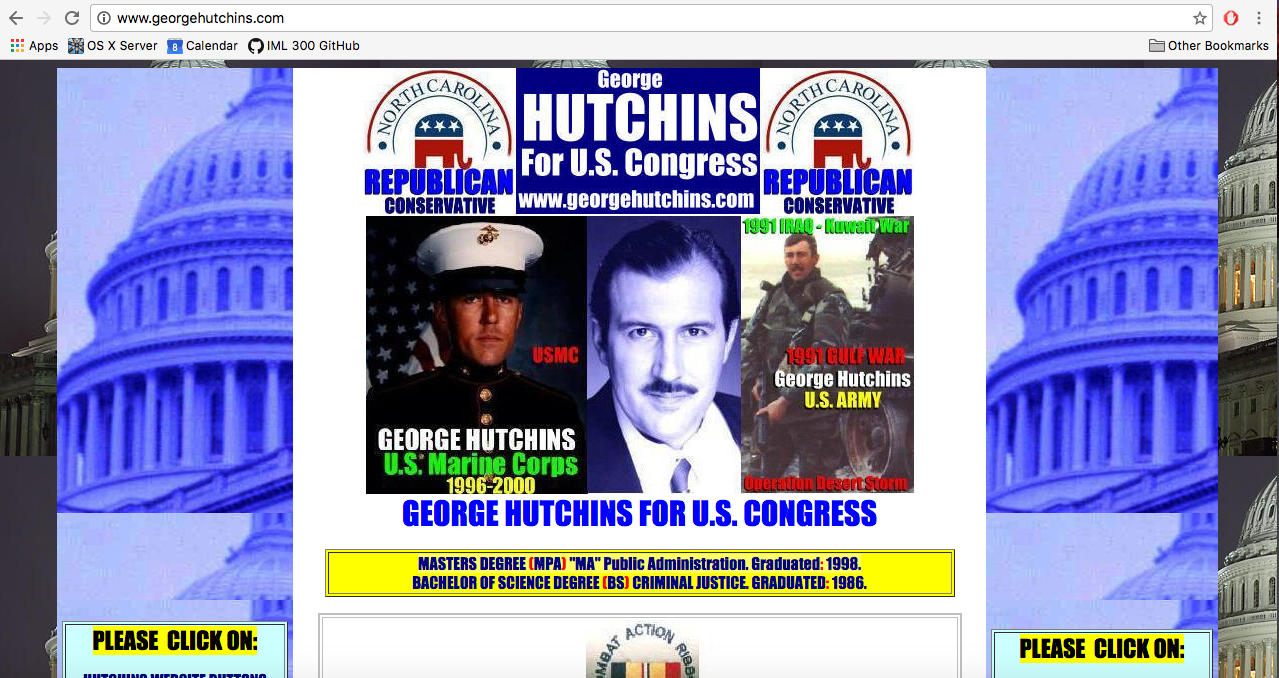 www.georgehutchins.com
Apps OS X Server 8 Calendar IML 300 GitHub Other Bookmarks
NORTH CAROLINA
REPUBLICAN
CONSERVATIVE
George
HUTCHINS
For U.S. Congress
www.georgehutchins.com
NORTH CAROLINA
REPUBLICAN
CONSERVATIVE
USMC
GEORGE HUTCHINS
U.S. Marine Corps
1996-2000
1991 IRAQ - Kuwait War
1991 GULF WAR
George Hutchins
U.S. ARMY
Operation Desert Storm
GEORGE HUTCHINS FOR U.S. CONGRESS
MASTERS DEGREE (MPA) "MA" Public Administration. Graduated: 1998.
BACHELOR OF SCIENCE DEGREE (BS) CRIMINAL JUSTICE. GRADUATED: 1986.
PLEASE CLICK ON:
HUTCHINS WEBSITE BUTTONS
ACTION
PLEASE CLICK ON: